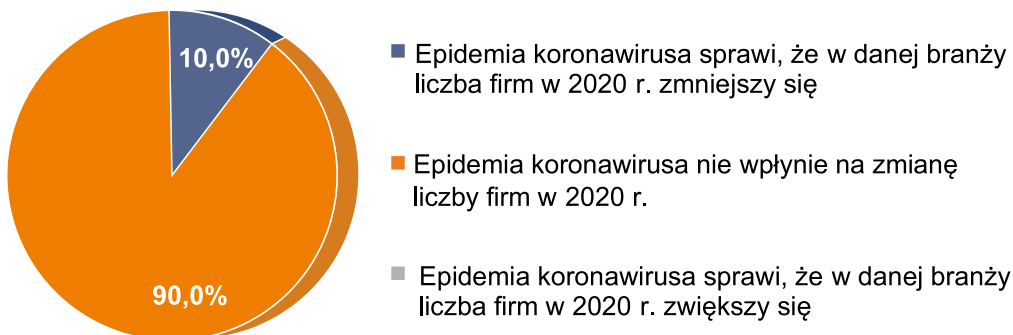 10,0%
Epidemia koronawirusa sprawi, że w danej branży
liczba firm w 2020 r. zmniejszy się
Epidemia koronawirusa nie wpłynie na zmianę
liczby firm w 2020 r.
90,0%
Epidemia koronawirusa sprawi, że w danej branży
liczba firm w 2020 r. zwiększy się